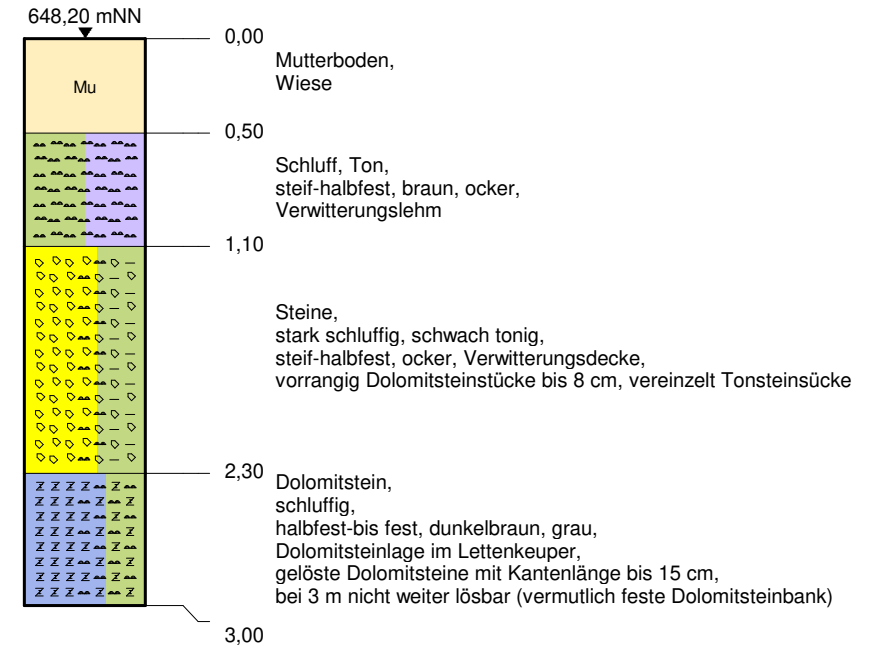 648,20 mNN
0,00
Mutterboden,
Wiese
Mu
0,50
Schluff, Ton,
steif-halbfest, braun, ocker,
Verwitterungslehm
1,10
Steine,
stark schluffig, schwach tonig,
steif-halbfest, ocker, Verwitterungsdecke,
vorrangig Dolomitsteinstücke bis 8 cm, vereinzelt Tonsteinsücke
2,30
Dolomitstein,
schluffig,
halbfest-bis fest, dunkelbraun, grau,
Dolomitsteinlage im Lettenkeuper,
gelöste Dolomitsteine mit Kantenlänge bis 15 cm,
bei 3 m nicht weiter lösbar (vermutlich feste Dolomitsteinbank)
3,00